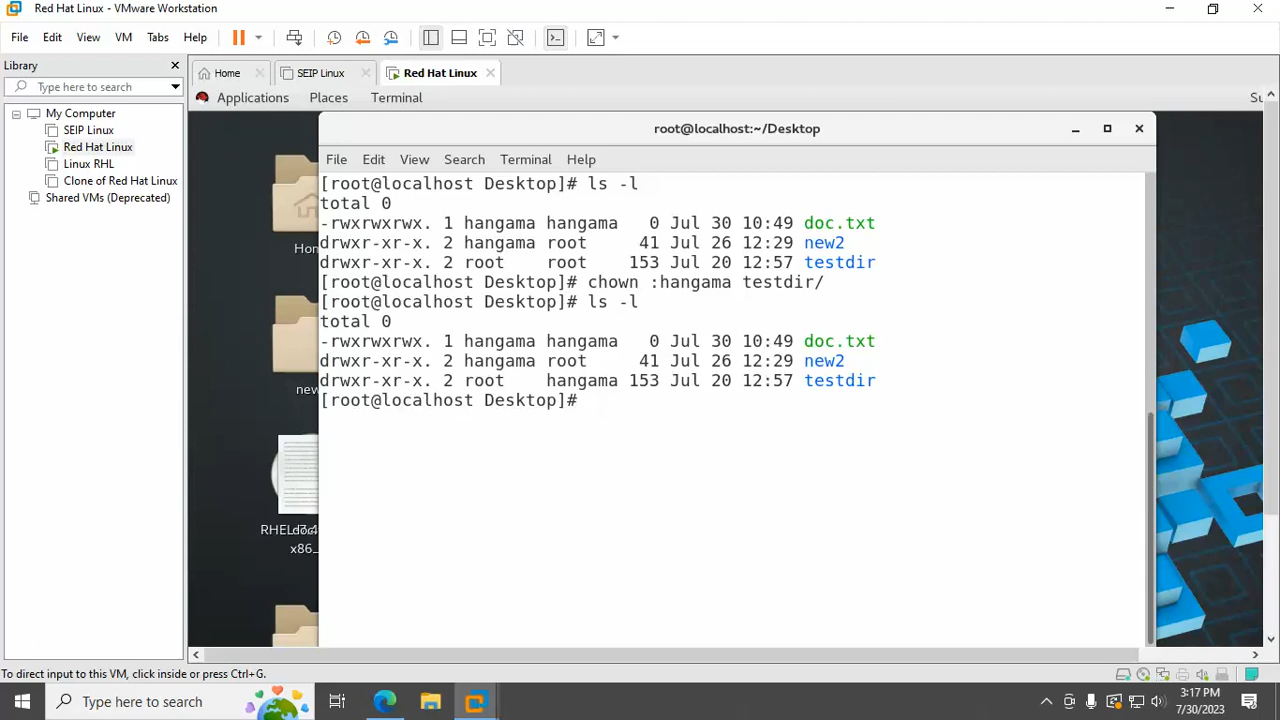 Red Hat Linux - VMware Workstation
File Edit View VM Tabs Help
Library
Type here to search
My Computer
SEIP Linux
Red Hat Linux
Linux RHL
Clone of Red Hat Linux
Shared VMs (Deprecated)
Home SEIP Linux Red Hat Linux
Applications Places Terminal Su
root@localhost:~/Desktop
File Edit View Search Terminal Help
[root@localhost Desktop]# ls -l
total 0
-rwxrwxrwx. 1 hangama hangama   0 Jul 30 10:49 doc.txt
drwxr-xr-x. 2 hangama root     41 Jul 26 12:29 new2
drwxr-xr-x. 2 root    root    153 Jul 20 12:57 testdir
[root@localhost Desktop]# chown :hangama testdir/
[root@localhost Desktop]# ls -l
total 0
-rwxrwxrwx. 1 hangama hangama   0 Jul 30 10:49 doc.txt
drwxr-xr-x. 2 hangama root     41 Jul 26 12:29 new2
drwxr-xr-x. 2 root    hangama 153 Jul 20 12:57 testdir
[root@localhost Desktop]#
Hom
new
x86_
To direct input to this VM, click inside or press Ctrl+G.
Type here to search
3:17 PM
7/30/2023